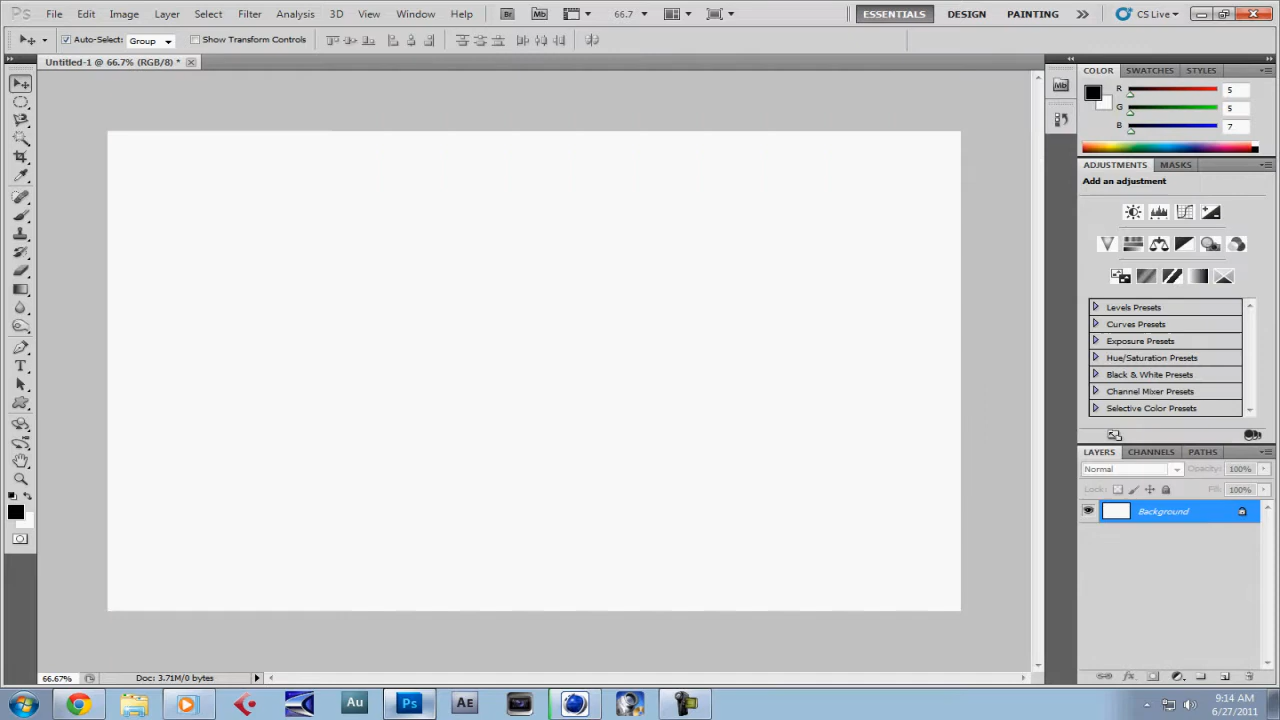 Ps File Edit Image Layer Select Filter Analysis 3D View Window Help Br Mb 66.7 ESSENTIALS DESIGN PAINTING CS Live
Auto-Select: Group Show Transform Controls
Untitled-1 @ 66.7% (RGB/8) *
Mb
COLOR SWATCHES STYLES
R 5
G 5
B 7
ADJUSTMENTS MASKS
Add an adjustment
Levels Presets
Curves Presets
Exposure Presets
Hue/Saturation Presets
Black & White Presets
Channel Mixer Presets
Selective Color Presets
LAYERS CHANNELS PATHS
Normal Opacity: 100%
Lock: Fill: 100%
Background
T
66.67% Doc: 3.71M/0 bytes
Au Ps AE
9:14 AM
6/27/2011